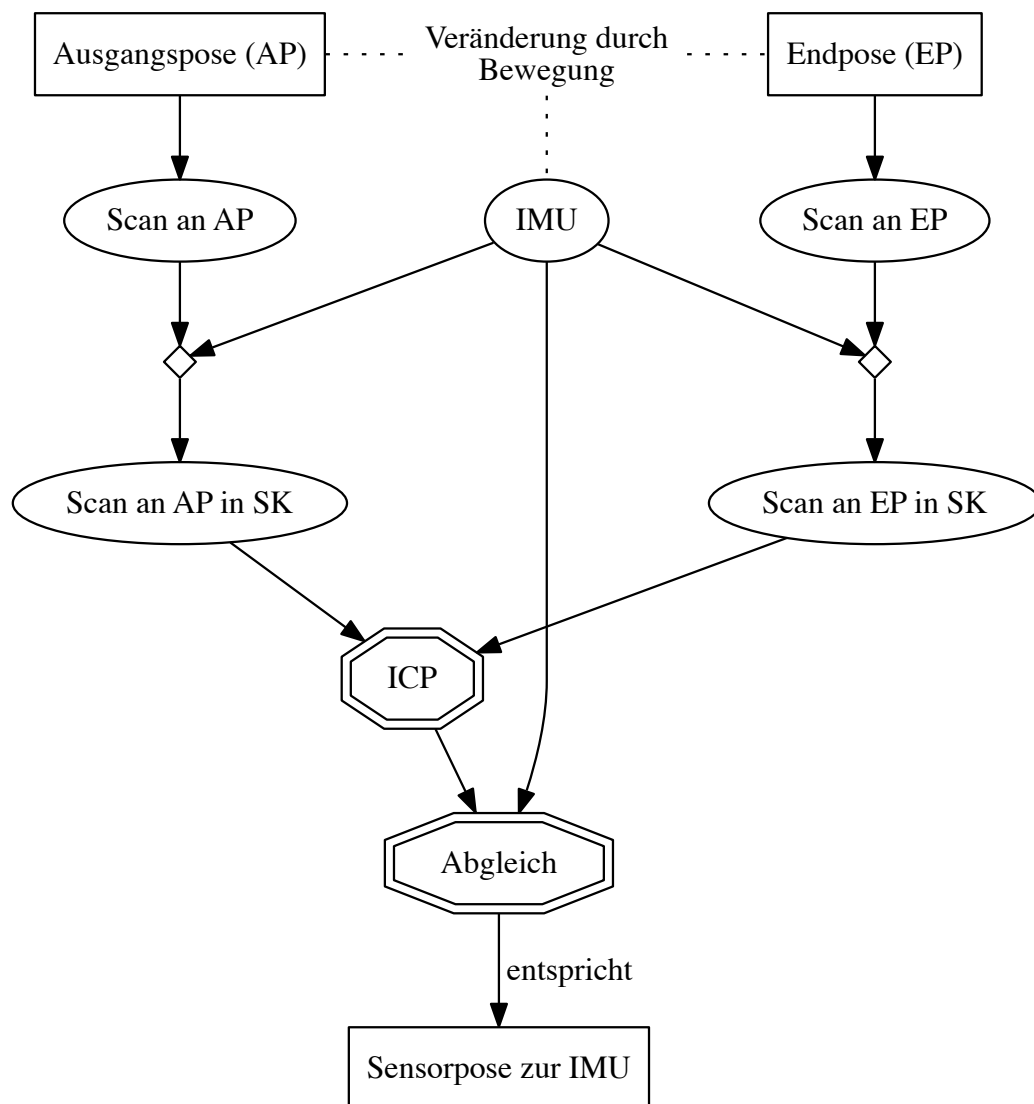 Ausgangspose (AP)
Veränderung durch
Bewegung
Endpose (EP)
Scan an AP
IMU
Scan an EP
Scan an AP in SK
Scan an EP in SK
ICP
Abgleich
entspricht
Sensorpose zur IMU